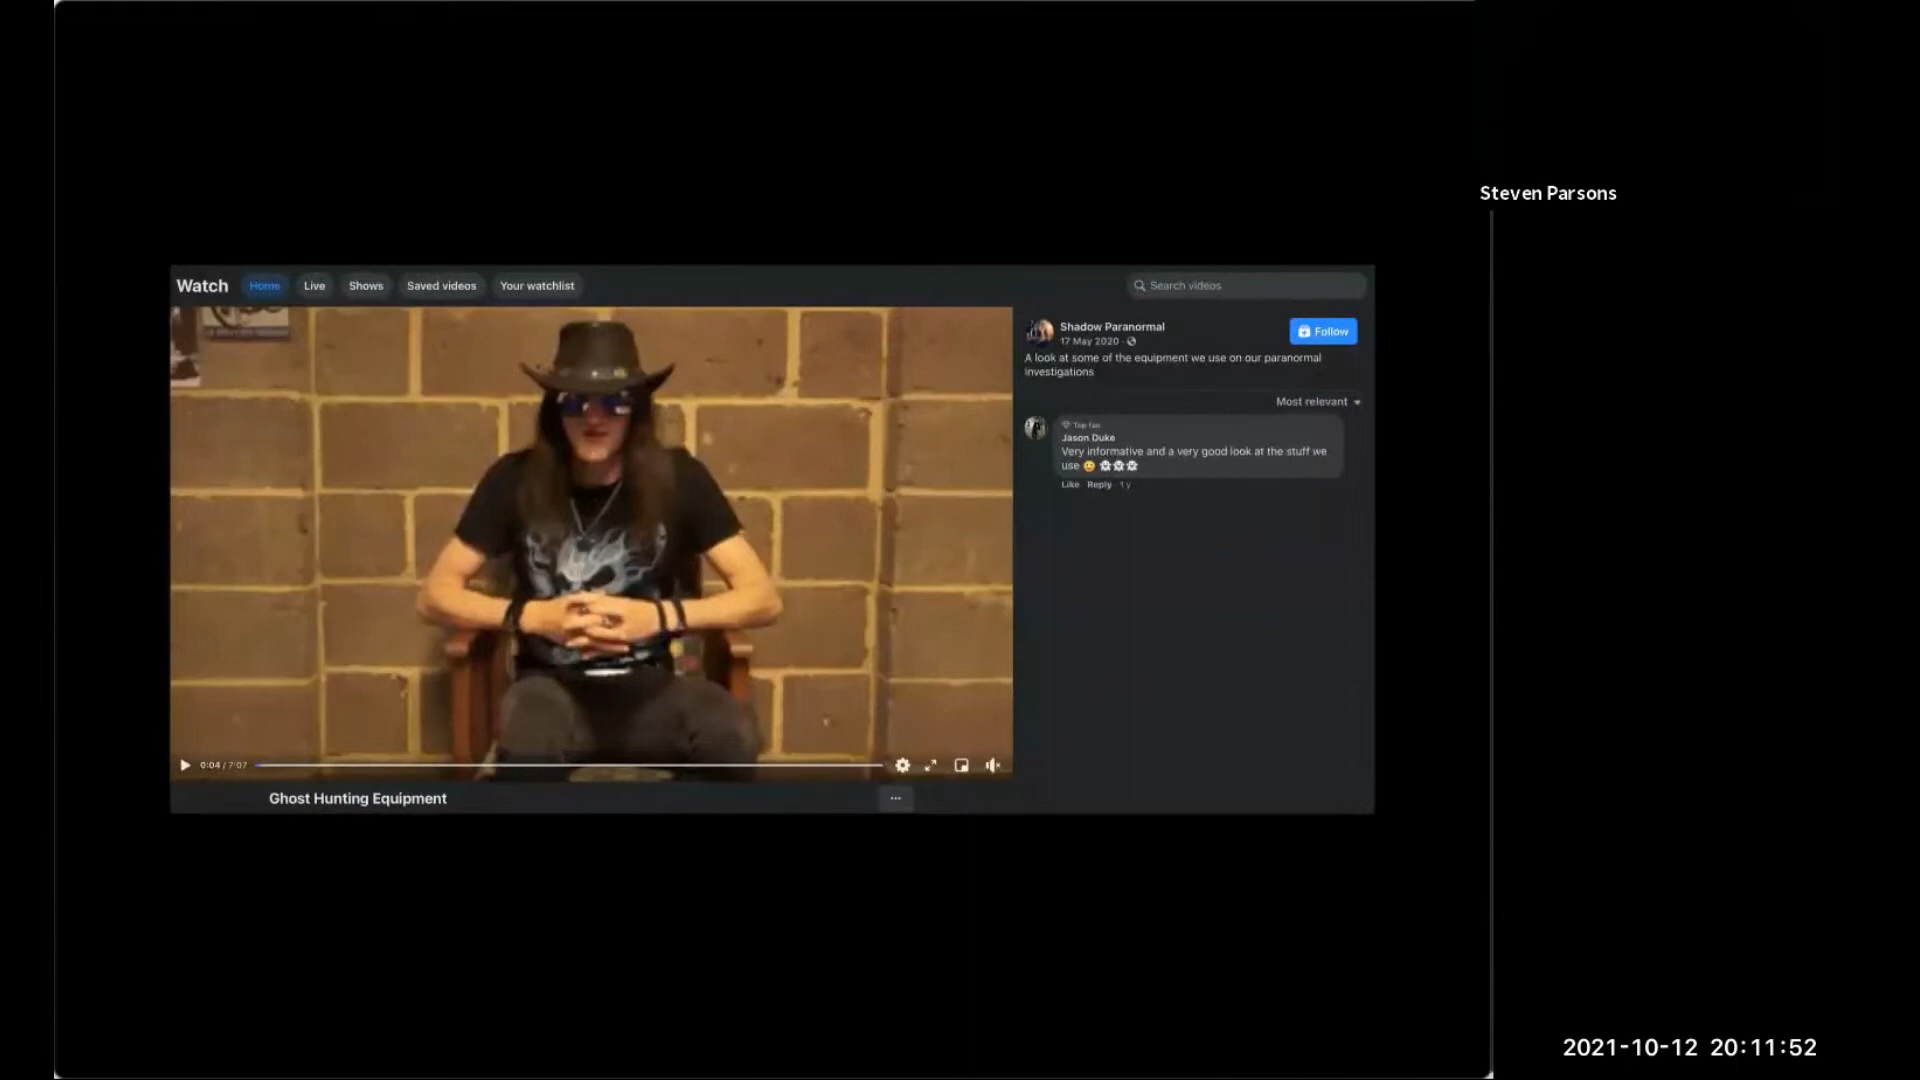 Steven Parsons
Watch Home Live Shows Saved videos Your watchlist Search videos
Shadow Paranormal
17 May 2020
Follow
A look at some of the equipment we use on our paranormal
investigations
Most relevant
Top fan
Jason Duke
Very informative and a very good look at the stuff we
use
Like Reply 1 y
0:04 / 7:07
Ghost Hunting Equipment
2021-10-12 20:11:52